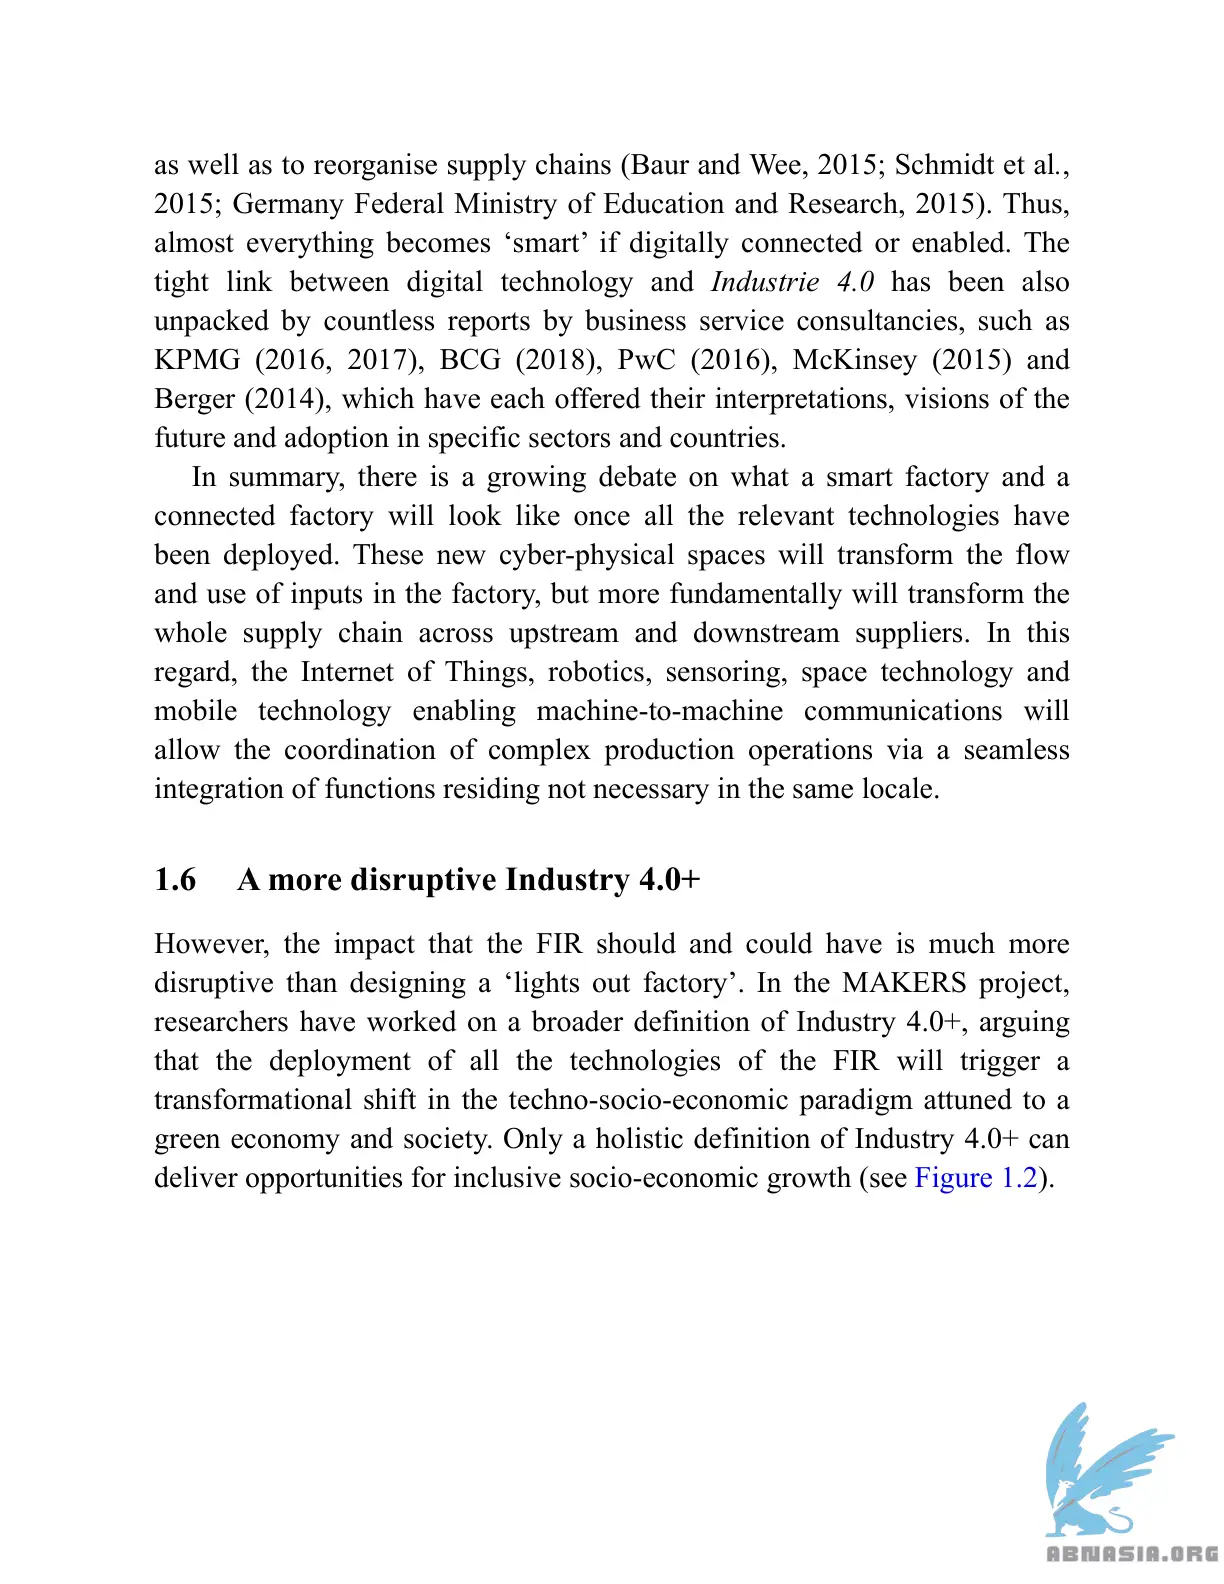 as well as to reorganise supply chains (Baur and Wee, 2015; Schmidt et al.,
2015; Germany Federal Ministry of Education and Research, 2015). Thus,
almost everything becomes ‘smart’ if digitally connected or enabled. The
tight link between digital technology and Industrie 4.0 has been also
unpacked by countless reports by business service consultancies, such as
KPMG (2016, 2017), BCG (2018), PwC (2016), McKinsey (2015) and
Berger (2014), which have each offered their interpretations, visions of the
future and adoption in specific sectors and countries.
In summary, there is a growing debate on what a smart factory and a
connected factory will look like once all the relevant technologies have
been deployed. These new cyber-physical spaces will transform the flow
and use of inputs in the factory, but more fundamentally will transform the
whole supply chain across upstream and downstream suppliers. In this
regard, the Internet of Things, robotics, sensoring, space technology and
mobile technology enabling machine-to-machine communications will
allow the coordination of complex production operations via a seamless
integration of functions residing not necessary in the same locale.
1.6 A more disruptive Industry 4.0+
However, the impact that the FIR should and could have is much more
disruptive than designing a ‘lights out factory’. In the MAKERS project,
researchers have worked on a broader definition of Industry 4.0+, arguing
that the deployment of all the technologies of the FIR will trigger a
transformational shift in the techno-socio-economic paradigm attuned to a
green economy and society. Only a holistic definition of Industry 4.0+ can
deliver opportunities for inclusive socio-economic growth (see Figure 1.2).
ABNASIA.ORG